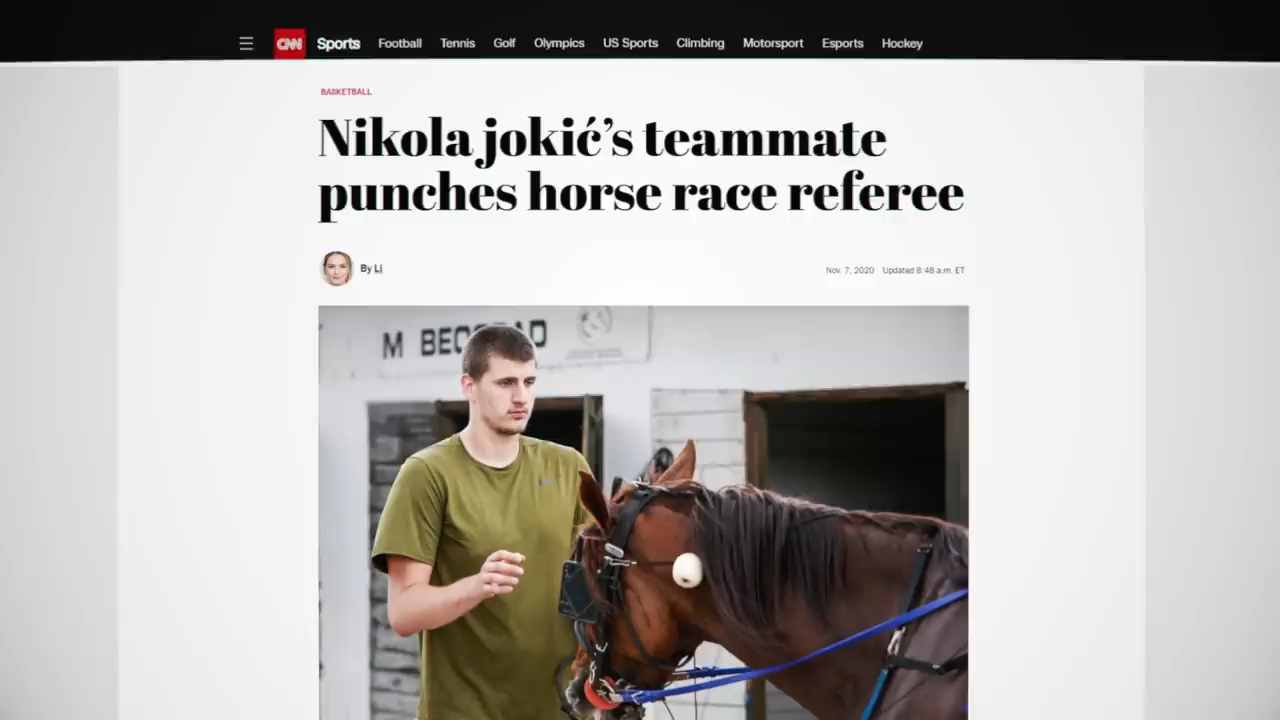 CNN Sports Football Tennis Golf Olympics US Sports Climbing Motorsport Esports Hockey
BASKETBALL
Nikola jokić’s teammate
punches horse race referee
By Li
Nov. 7, 2020 Updated 8:48 a.m. ET
M BEOGRAD